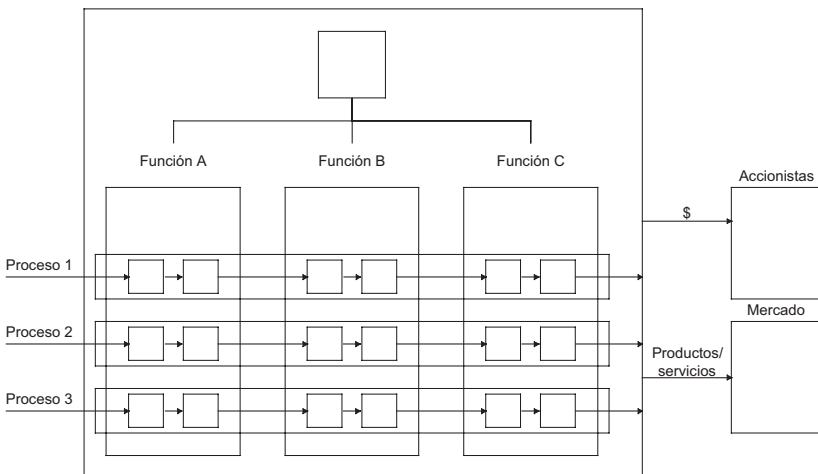 Función A
Función B
Función C
Accionistas
$
Proceso 1
Mercado
Proceso 2
Productos/
servicios
Proceso 3